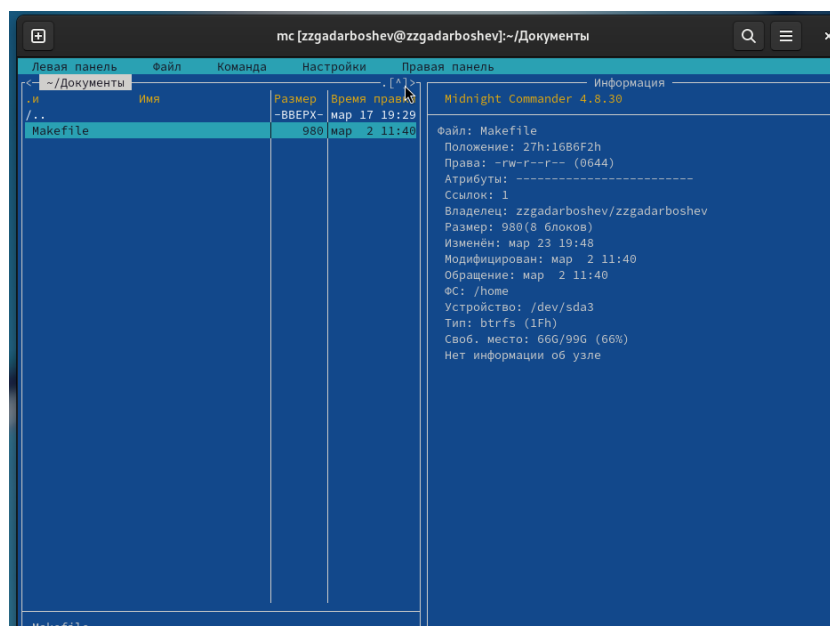 mc [zzgadarboshev@zzgadarboshev]:~/Документы
Левая панель Файл Команда Настройки Правая панель
<─ ~/Документы .[^]>
.и Имя Размер Время правки
/.. -ВВЕРХ- мар 17 19:29
Makefile 980 мар 2 11:40
Информация
Midnight Commander 4.8.30
Файл: Makefile
Положение: 27h:16B6F2h
Права: -rw-r--r-- (0644)
Атрибуты: -------------------------
Ссылок: 1
Владелец: zzgadarboshev/zzgadarboshev
Размер: 980(8 блоков)
Изменён: мар 23 19:48
Модифицирован: мар 2 11:40
Обращение: мар 2 11:40
ФС: /home
Устройство: /dev/sda3
Тип: btrfs (1Fh)
Своб. место: 66G/99G (66%)
Нет информации об узле
Makefile